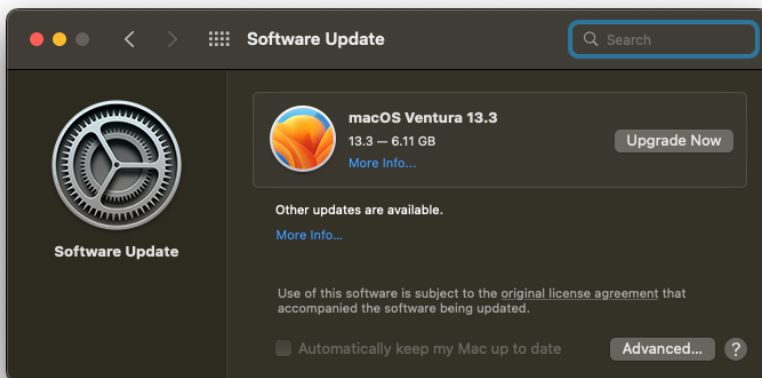 Software Update
Search
macOS Ventura 13.3
13.3 — 6.11 GB
Upgrade Now
More Info...
Other updates are available.
More Info...
Software Update
Use of this software is subject to the original license agreement that
accompanied the software being updated.
Automatically keep my Mac up to date
Advanced...
?